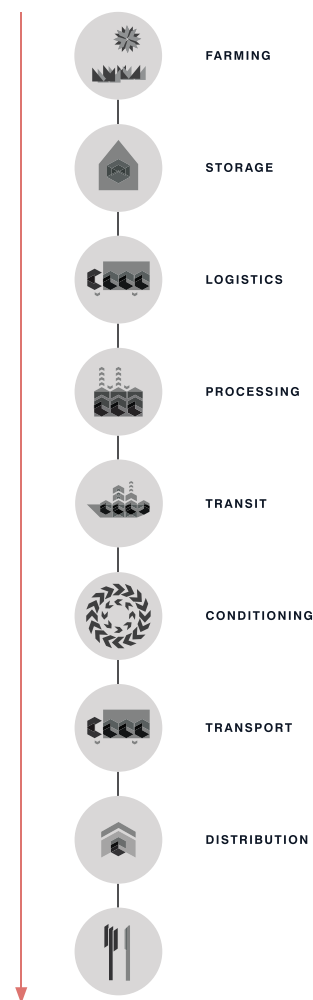 FARMING
STORAGE
LOGISTICS
PROCESSING
TRANSIT
CONDITIONING
TRANSPORT
DISTRIBUTION